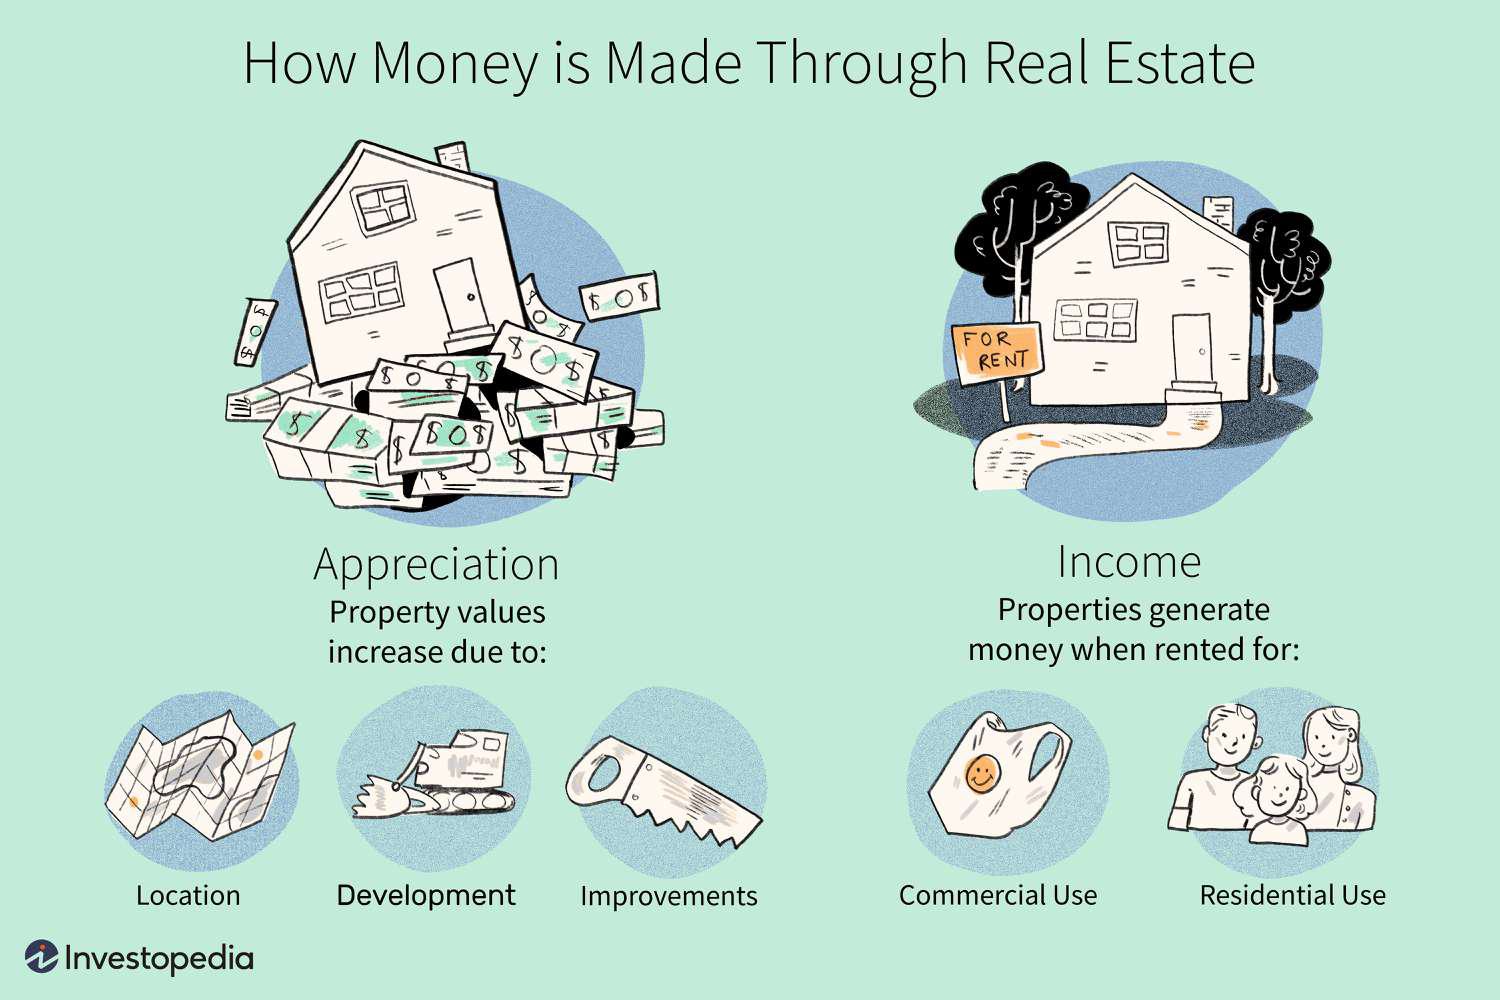 How Money is Made Through Real Estate
FOR
RENT
Appreciation
Property values
increase due to:
Income
Properties generate
money when rented for:
Location
Development
Improvements
Commercial Use
Residential Use
Investopedia